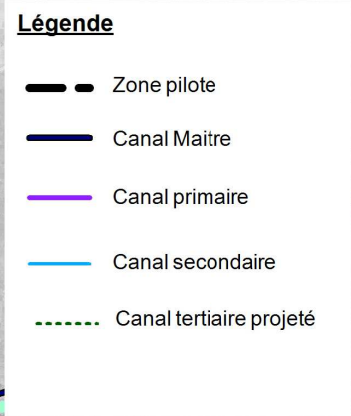 Légende
Zone pilote
Canal Maitre
Canal primaire
Canal secondaire
Canal tertiaire projeté